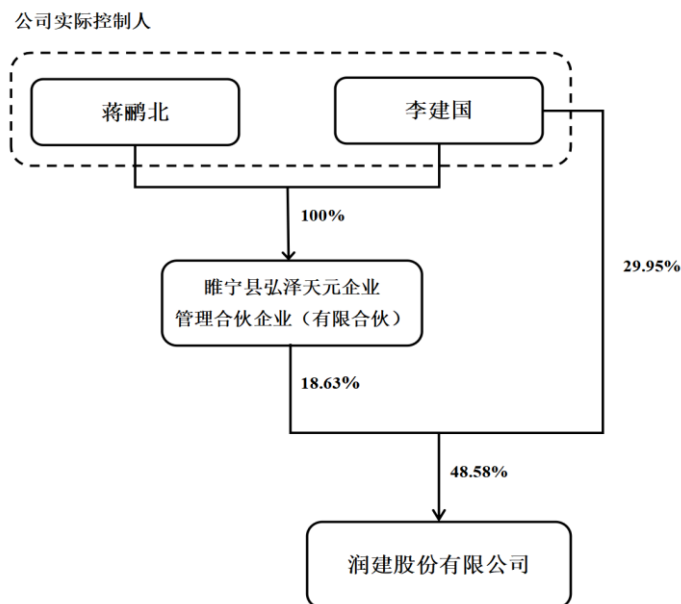 公司实际控制人
蒋鹂北
李建国
100%
29.95%
睢宁县弘泽天元企业
管理合伙企业（有限合伙）
18.63%
48.58%
润建股份有限公司